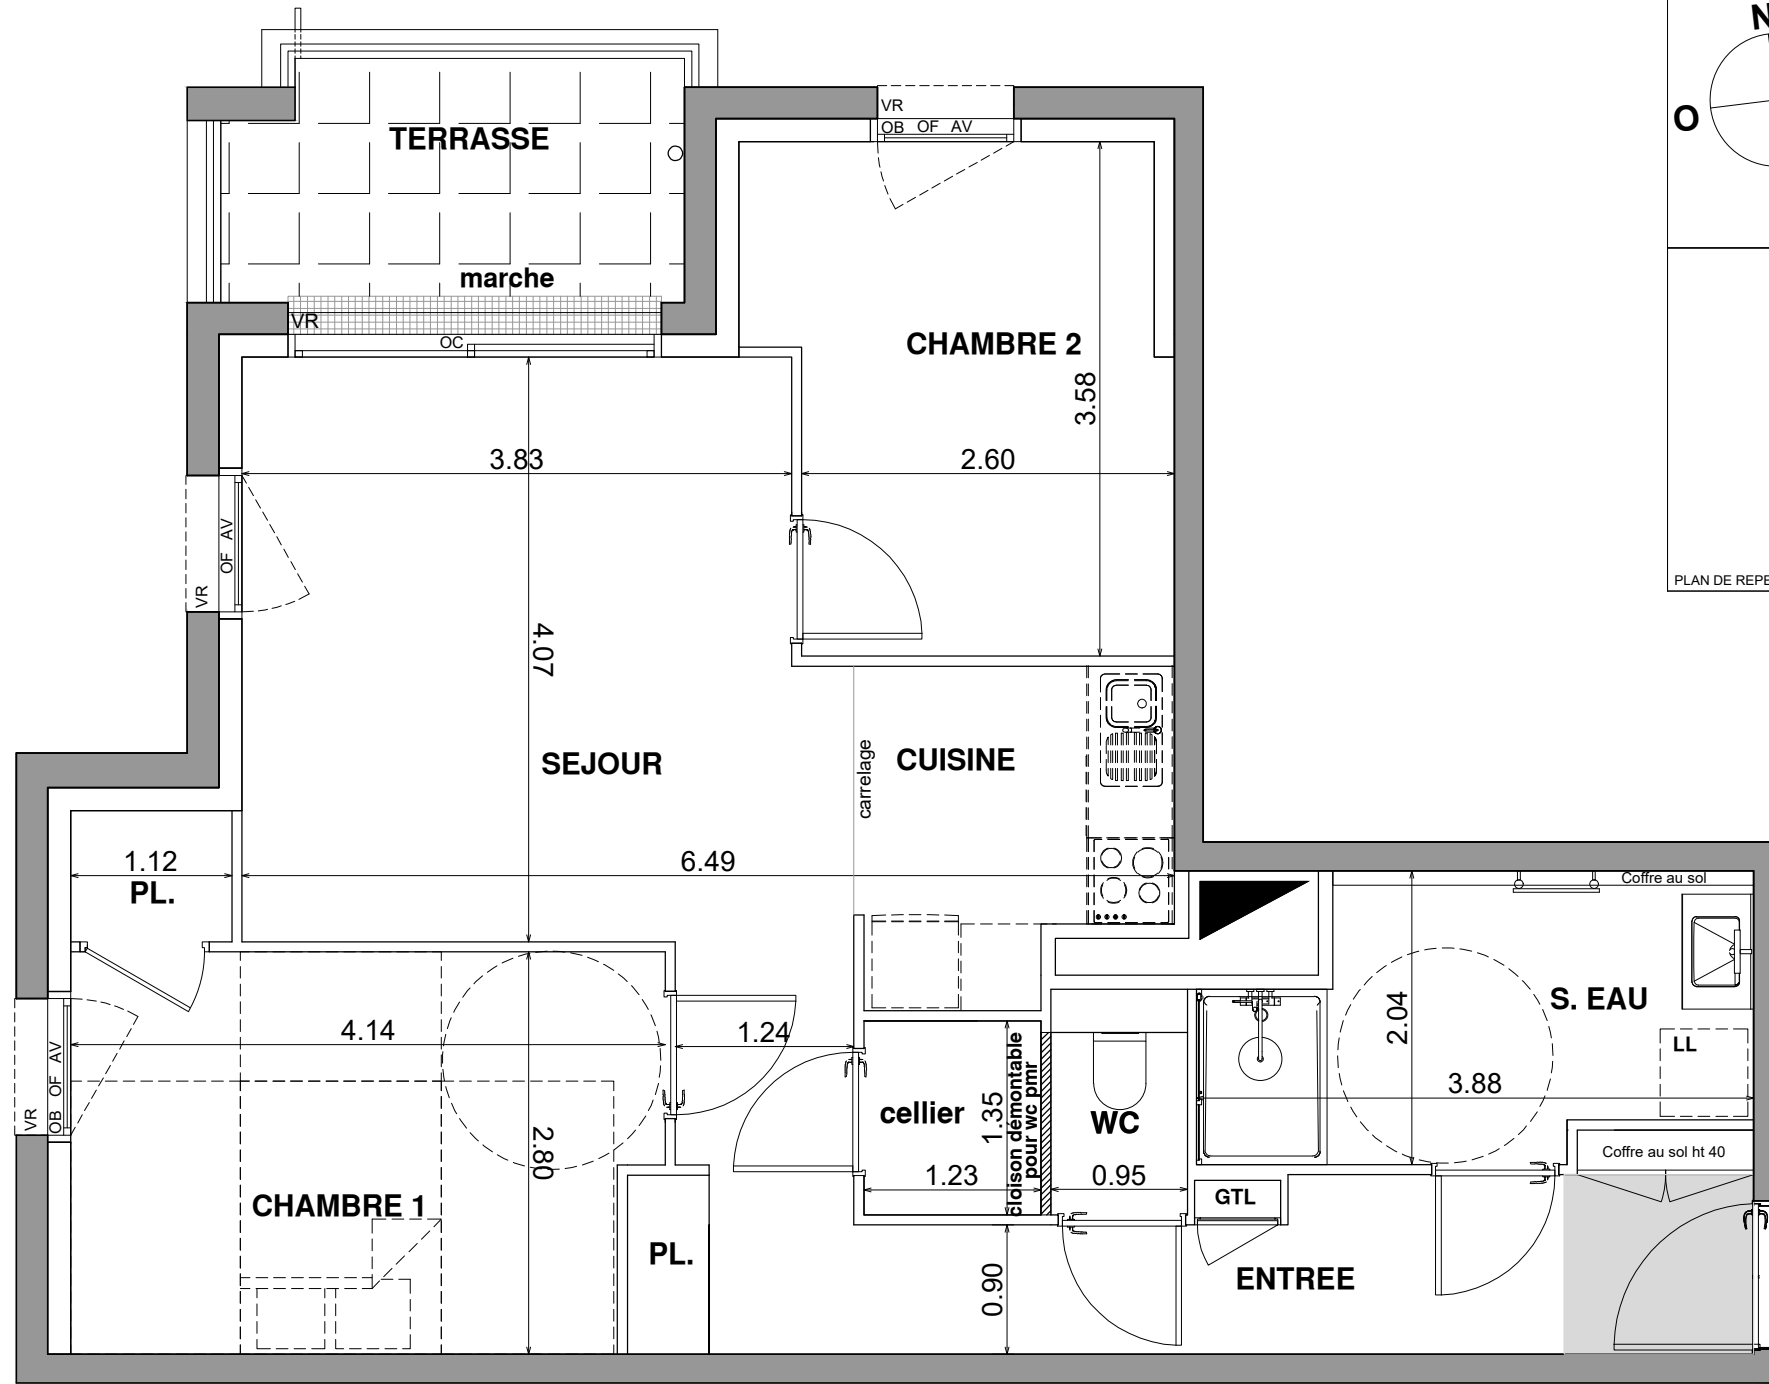 N
O
PLAN DE REPE
TERRASSE
marche
VR
OC
VR
OB OF AV
CHAMBRE 2
3.58
2.60
3.83
VR
OF AV
4.07
SEJOUR
carrelage
CUISINE
6.49
1.12
PL.
Coffre au sol
S. EAU
2.04
LL
3.88
Coffre au sol ht 40
4.14
1.24
VR
OB OF AV
2.80
CHAMBRE 1
PL.
cellier
1.35
1.23
cloison démontable
pour wc pmr
WC
0.95
GTL
ENTREE
0.90